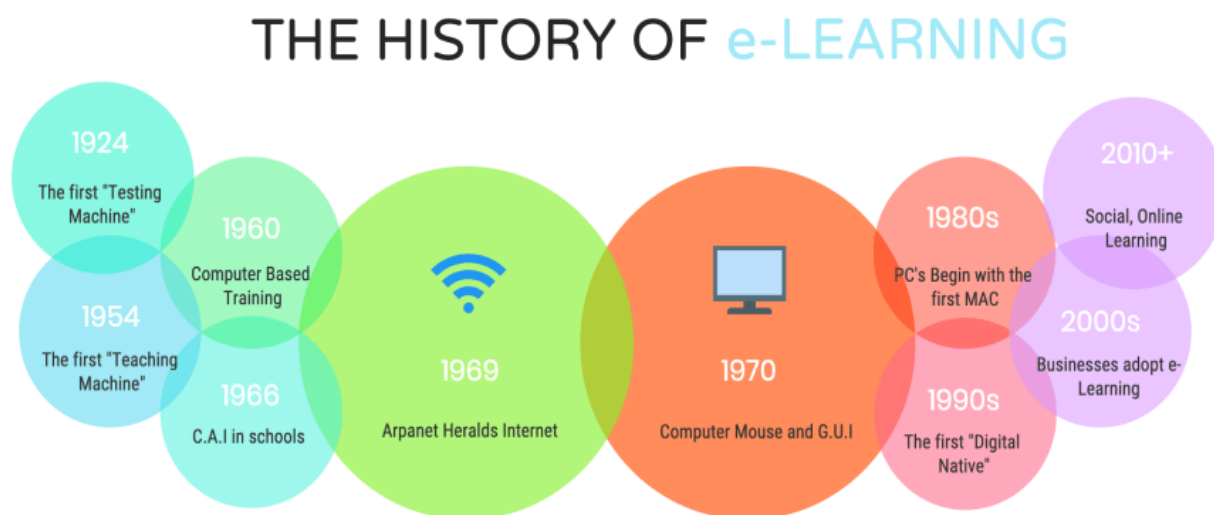 THE HISTORY OF e-LEARNING
1924
The first "Testing
Machine"
1954
The first "Teaching
Machine"
1960
Computer Based
Training
1966
C.A.I in schools
1969
Arpanet Heralds Internet
1970
Computer Mouse and G.U.I
1980s
PC's Begin with the
first MAC
1990s
The first "Digital
Native"
2000s
Businesses adopt e-
Learning
2010+
Social, Online
Learning